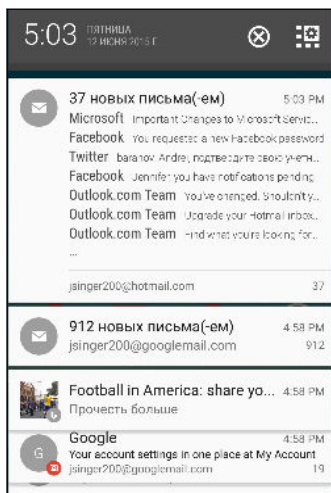 5:03 ПЯТНИЦА
12 ИЮНЯ 2015 Г.
37 новых письма(-ем) 5:03 PM
Microsoft Important Changes to Microsoft Servic...
Facebook You requested a new Facebook password
Twitter baranov Andrei, подтвердите свою учетн...
Facebook Jennifer, you have notifications pending
Outlook.com Team You've changed. Shouldn't y...
Outlook.com Team Upgrade your Hotmail inbox...
Outlook.com Team Find what you're looking for...
...
jsinger200@hotmail.com 37
912 новых письма(-ем) 4:58 PM
jsinger200@googlemail.com 912
Football in America: share yo... 4:58 PM
Прочесть больше
G Google 4:58 PM
Your account settings in one place at My Account
jsinger200@googlemail.com 19